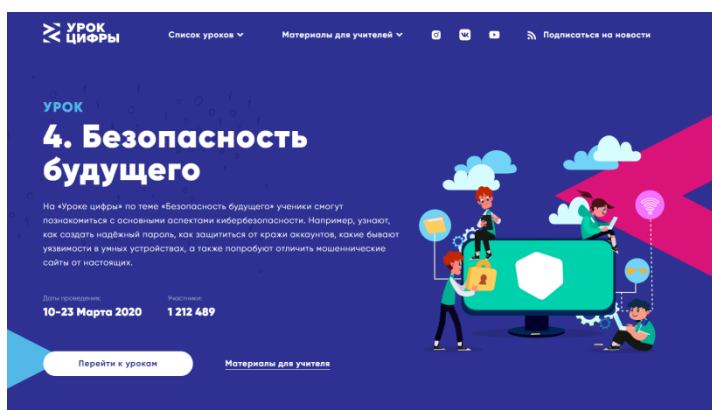 УРОК
ЦИФРЫ
Список уроков
Материалы для учителей
Подписаться на новости
УРОК
4. Безопасность
будущего
На «Уроке цифры» по теме «Безопасность будущего» ученики смогут
познакомиться с основными аспектами кибербезопасности. Например, узнают,
как создать надёжный пароль, как защититься от кражи аккаунтов, какие бывают
уязвимости в умных устройствах, а также попробуют отличить мошеннические
сайты от настоящих.
Даты проведения: Участники:
10-23 Марта 2020 1 212 489
Перейти к урокам Материалы для учителя